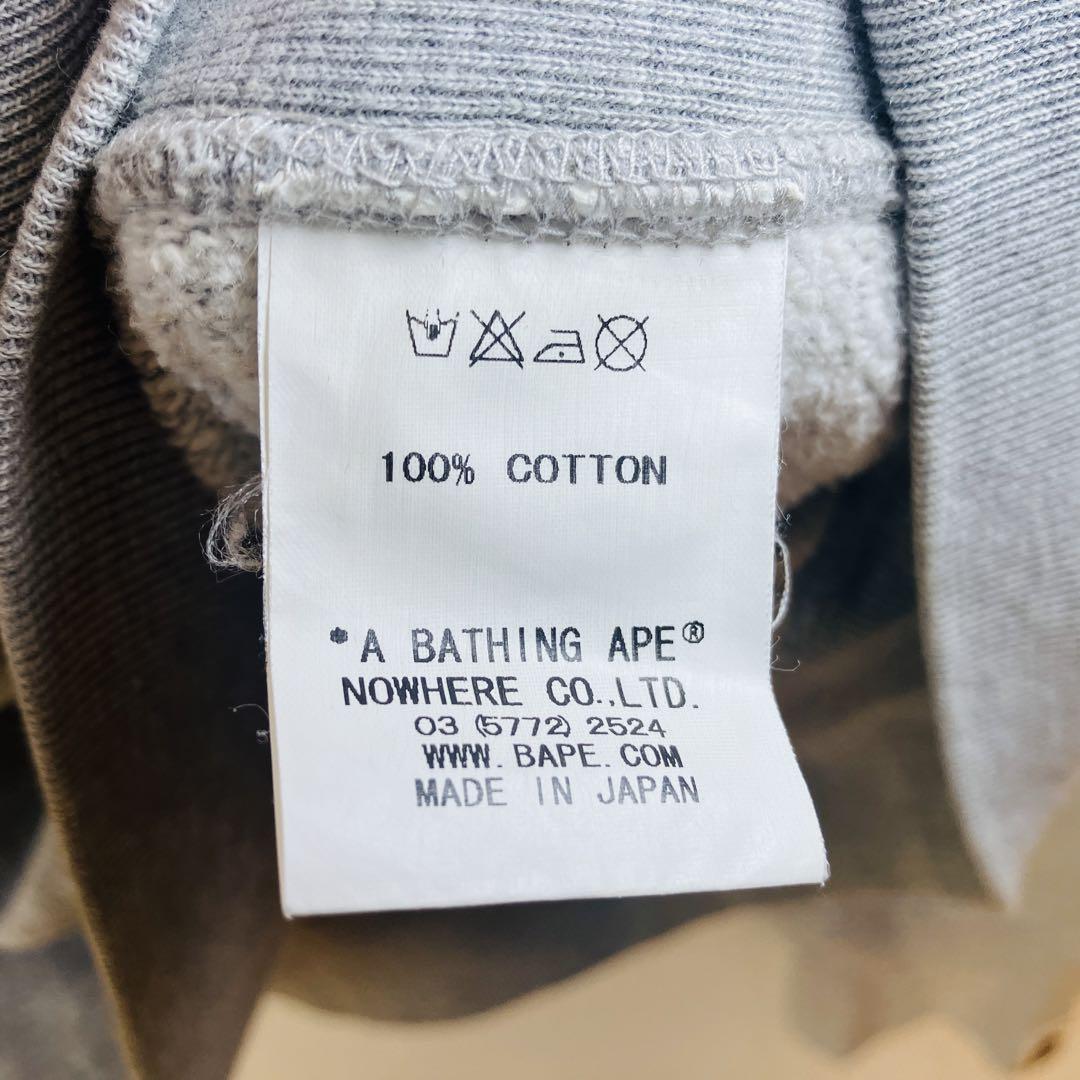 100% COTTON
*A BATHING APE®
NOWHERE CO.,LTD.
03 (5772) 2524
WWW.BAPE.COM
MADE IN JAPAN